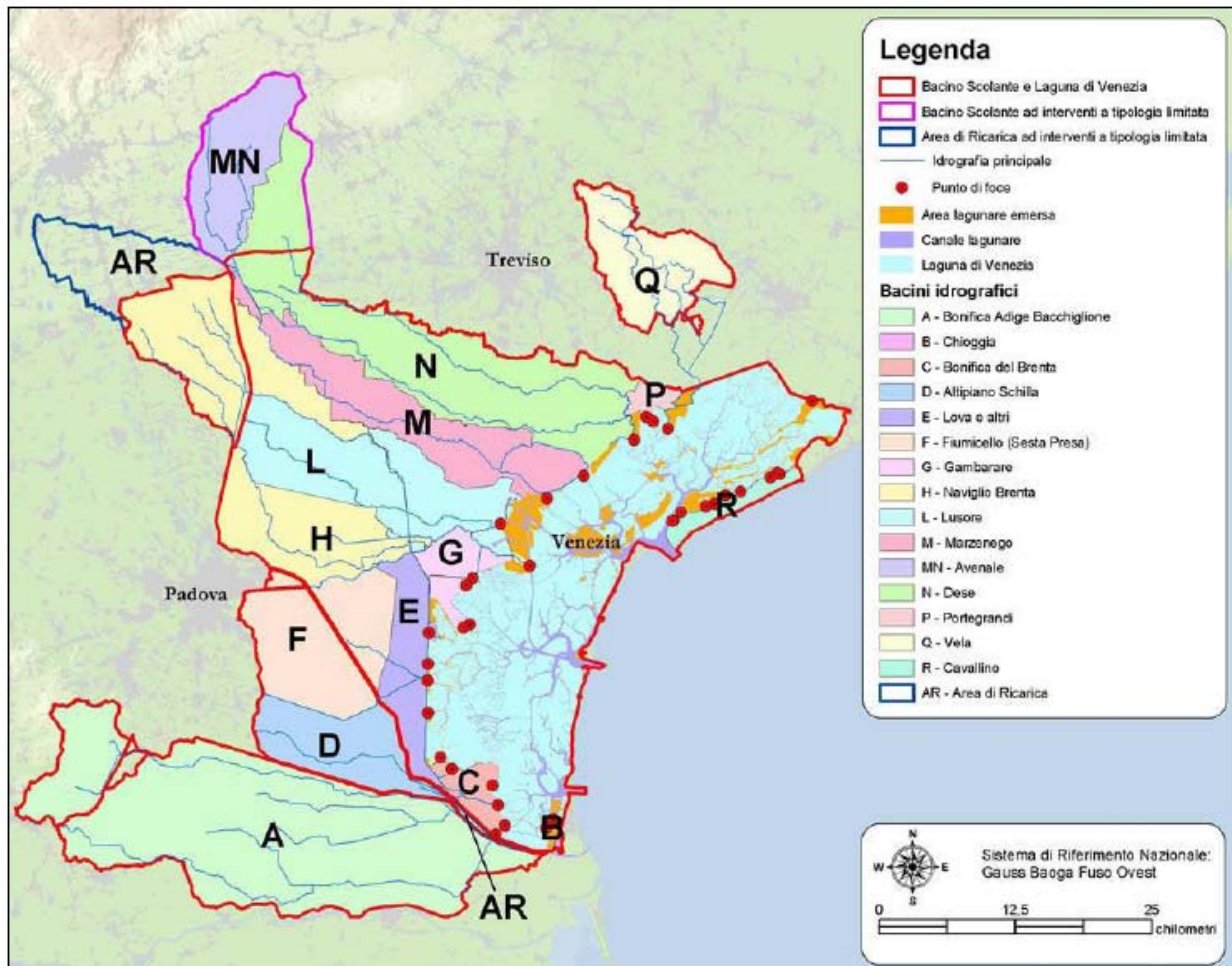 MN
AR
Treviso
Q
N
P
M
L
R
H
G
Venezia
Padova
E
F
D
C
B
A
AR
Legenda
Bacino Scolante e Laguna di Venezia
Bacino Scolante ad interventi a tipologia limitata
Area di Ricarica ad interventi a tipologia limitata
Idrografia principale
Punto di foce
Area lagunare emersa
Canale lagunare
Laguna di Venezia
Bacini idrografici
A - Bonifica Adige Bacchiglione
B - Chioggia
C - Bonifica del Brenta
D - Altipiano Schilla
E - Lova e altri
F - Fiumicello (Sesta Presa)
G - Gambarare
H - Naviglio Brenta
L - Lusore
M - Marzenego
MN - Avenale
N - Dese
P - Portegrandi
Q - Vela
R - Cavallino
AR - Area di Ricarica
N
W E
S
Sistema di Riferimento Nazionale:
Gauss Baoga Fuso Ovest
0 12,5 25
chilometri